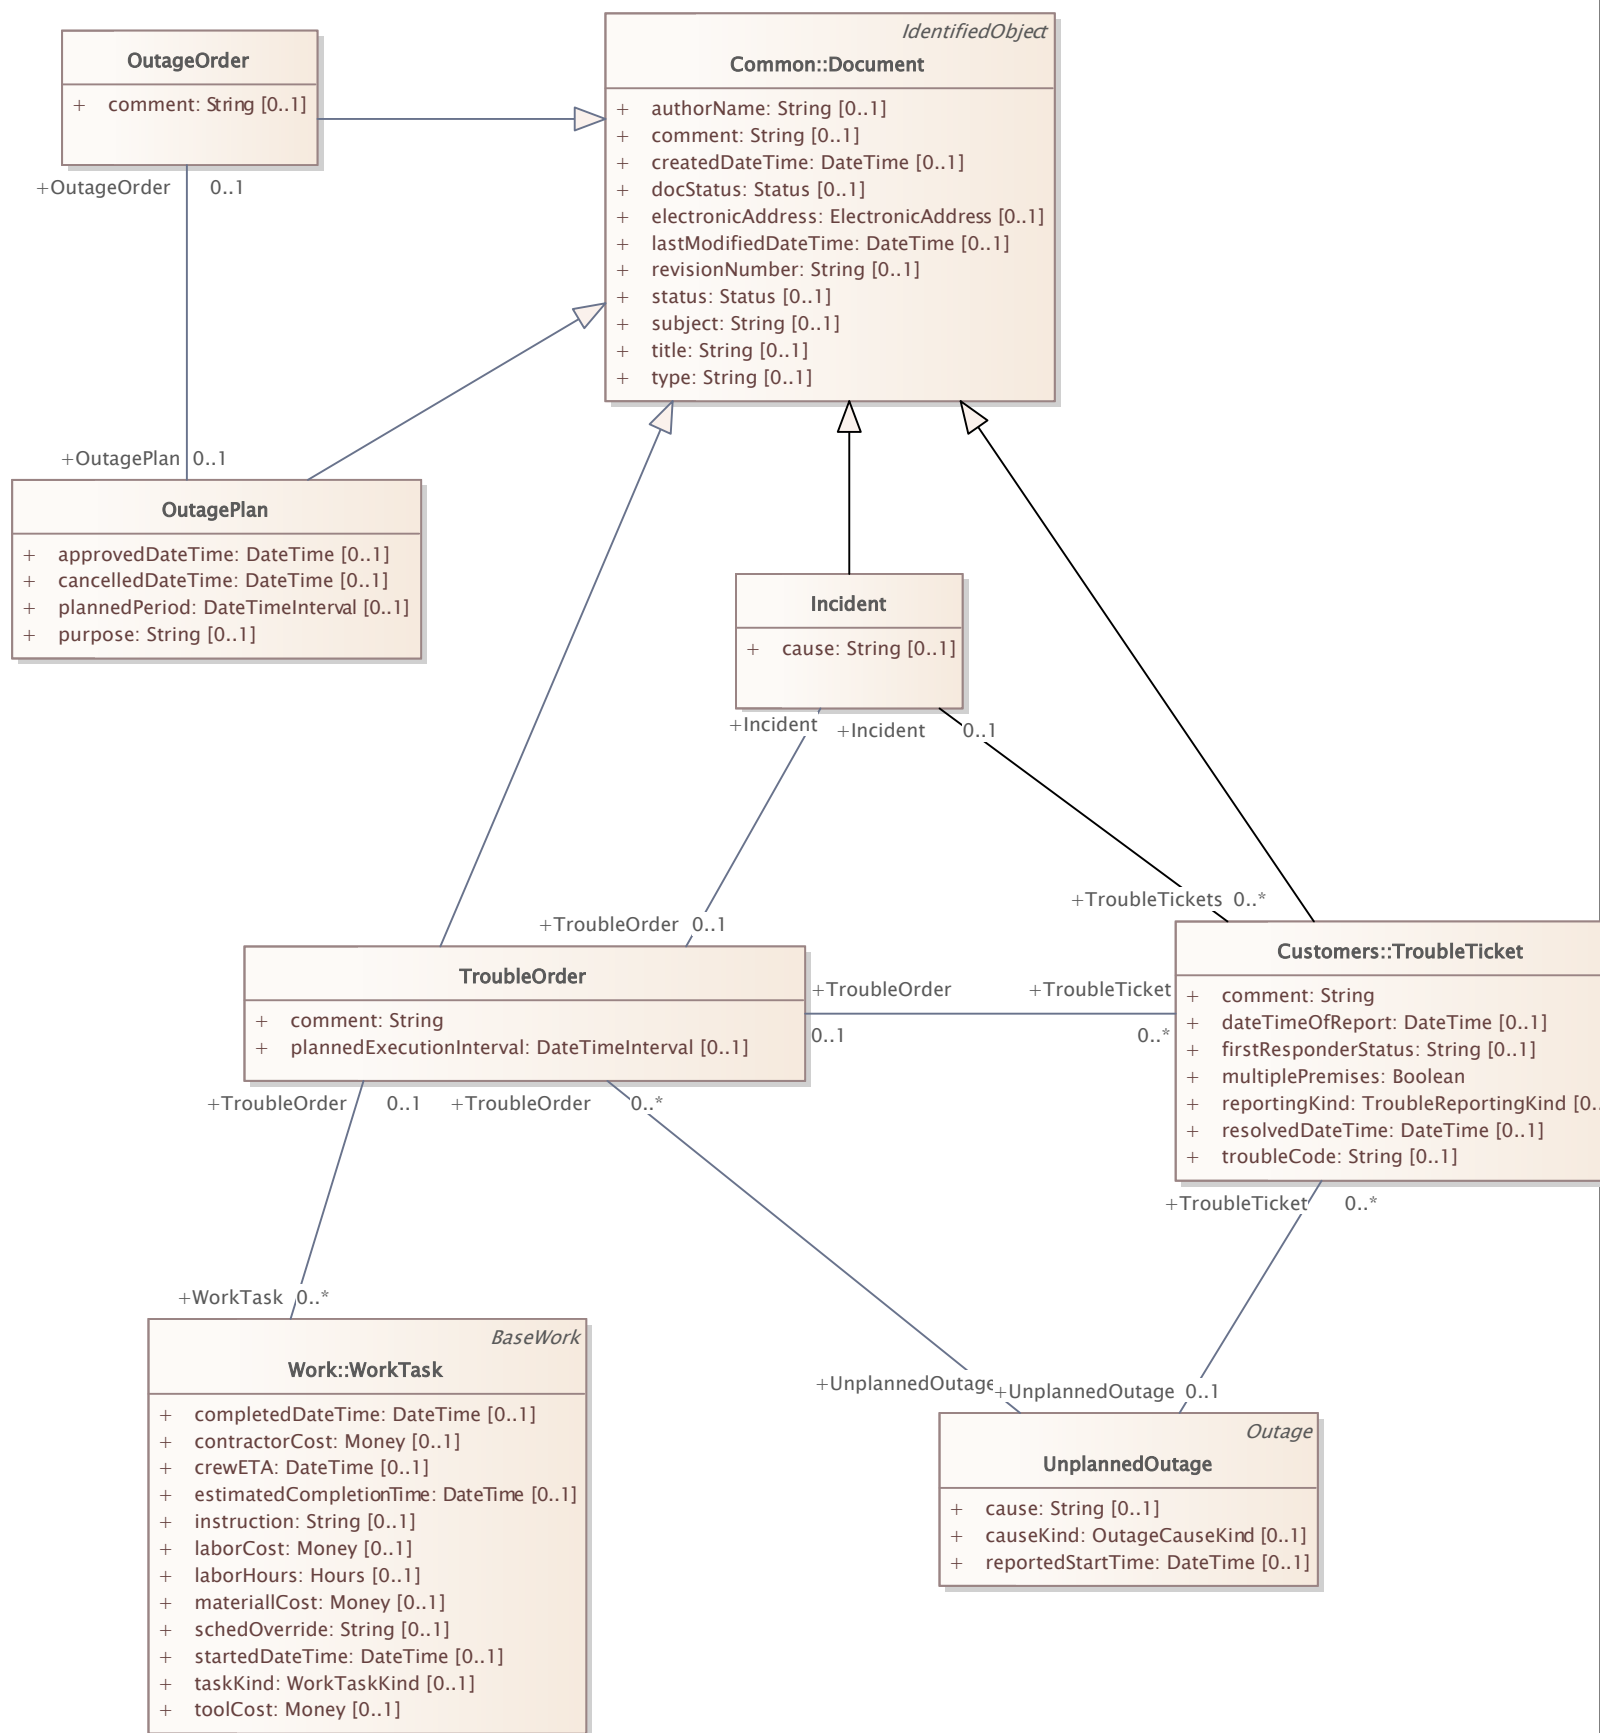 OutageOrder
+ comment: String [0..1]
+OutageOrder 0..1
IdentifiedObject
Common::Document
+ authorName: String [0..1]
+ comment: String [0..1]
+ createdDateTime: DateTime [0..1]
+ docStatus: Status [0..1]
+ electronicAddress: ElectronicAddress [0..1]
+ lastModifiedDateTime: DateTime [0..1]
+ revisionNumber: String [0..1]
+ status: Status [0..1]
+ subject: String [0..1]
+ title: String [0..1]
+ type: String [0..1]
+OutagePlan 0..1
OutagePlan
+ approvedDateTime: DateTime [0..1]
+ cancelledDateTime: DateTime [0..1]
+ plannedPeriod: DateTimeInterval [0..1]
+ purpose: String [0..1]
Incident
+ cause: String [0..1]
+Incident
+Incident 0..1
+TroubleTickets 0..*
+TroubleOrder 0..1
TroubleOrder
+ comment: String
+ plannedExecutionInterval: DateTimeInterval [0..1]
+TroubleOrder +TroubleTicket
0..1 0..*
Customers::TroubleTicket
+ comment: String
+ dateTimeOfReport: DateTime [0..1]
+ firstResponderStatus: String [0..1]
+ multiplePremises: Boolean
+ reportingKind: TroubleReportingKind [0..
+ resolvedDateTime: DateTime [0..1]
+ troubleCode: String [0..1]
+TroubleOrder 0..1 +TroubleOrder 0..*
+TroubleTicket 0..*
+WorkTask 0..*
BaseWork
Work::WorkTask
+ completedDateTime: DateTime [0..1]
+ contractorCost: Money [0..1]
+ crewETA: DateTime [0..1]
+ estimatedCompletionTime: DateTime [0..1]
+ instruction: String [0..1]
+ laborCost: Money [0..1]
+ laborHours: Hours [0..1]
+ materiallCost: Money [0..1]
+ schedOverride: String [0..1]
+ startedDateTime: DateTime [0..1]
+ taskKind: WorkTaskKind [0..1]
+ toolCost: Money [0..1]
+UnplannedOutage
+UnplannedOutage 0..1
Outage
UnplannedOutage
+ cause: String [0..1]
+ causeKind: OutageCauseKind [0..1]
+ reportedStartTime: DateTime [0..1]